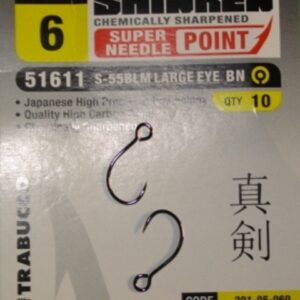 SHINKEN
6
CHEMICALLY SHARPENED
SUPER NEEDLE POINT
51611 S-55BLM LARGE EYE BN
• Japanese High
• Quality High Carbon
QTY 10
TRABUCCO
真剣
CODE